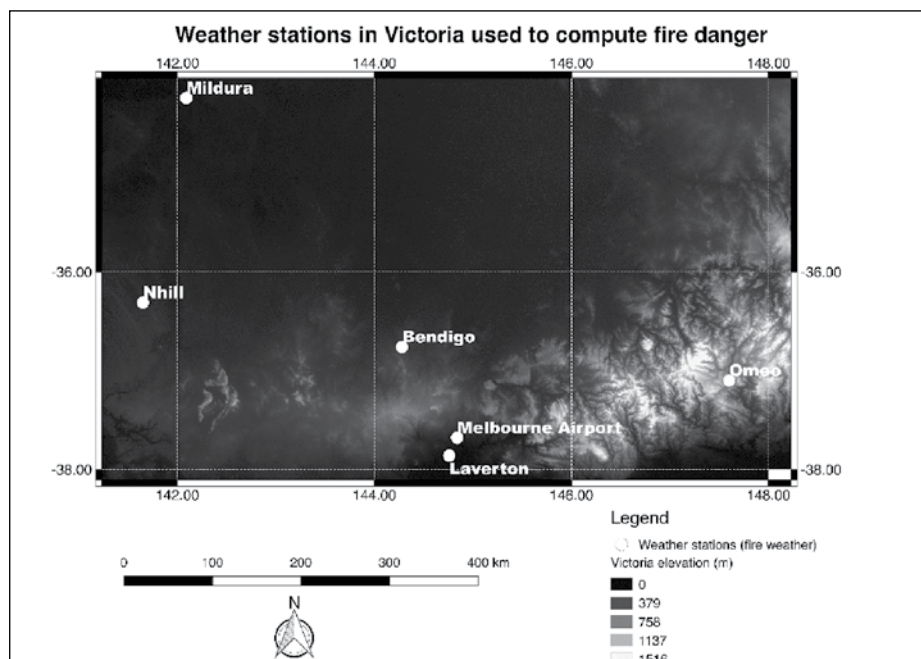 Weather stations in Victoria used to compute fire danger
142.00 144.00 146.00 148.00
Mildura
-36.00 -36.00
Nhill
Bendigo
Omeo
Melbourne Airport
-38.00 Laverton -38.00
142.00 144.00 146.00 148.00
Legend
Weather stations (fire weather)
0 100 200 300 400 km
Victoria elevation (m)
0
379
N
758
1137
1516